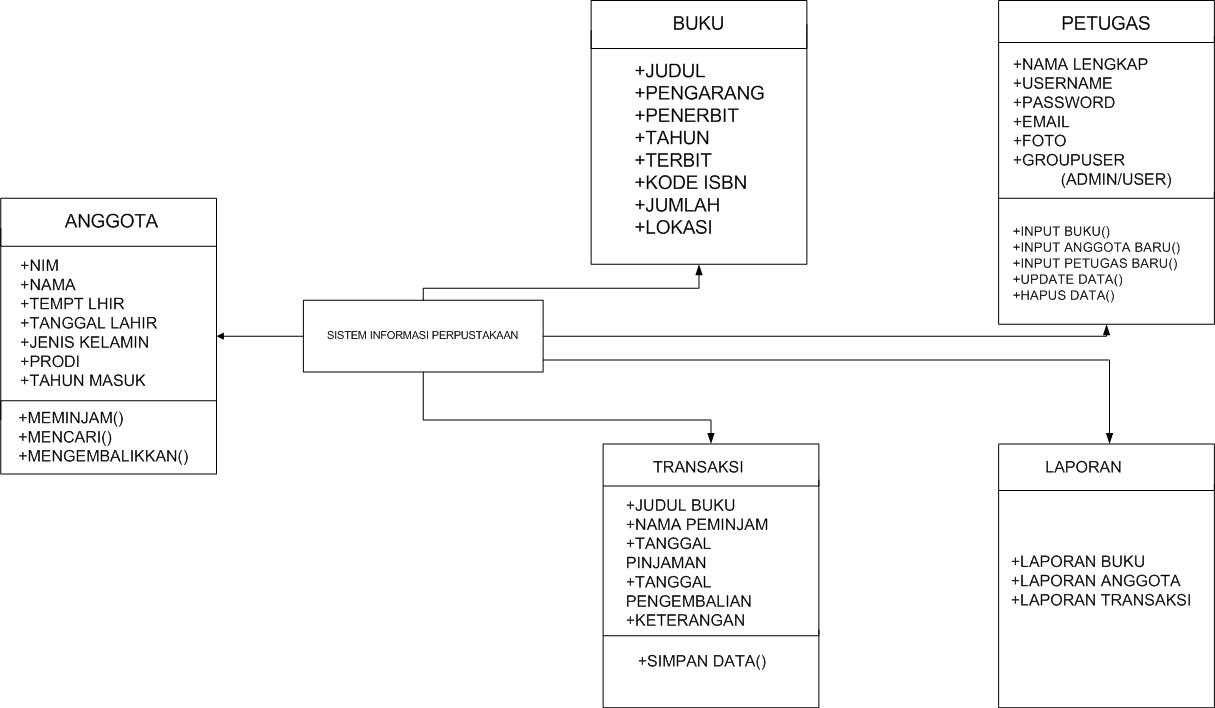 BUKU
+JUDUL
+PENGARANG
+PENERBIT
+TAHUN
+TERBIT
+KODE ISBN
+JUMLAH
+LOKASI
PETUGAS
+NAMA LENGKAP
+USERNAME
+PASSWORD
+EMAIL
+FOTO
+GROUPUSER
(ADMIN/USER)
+INPUT BUKU()
+INPUT ANGGOTA BARU()
+INPUT PETUGAS BARU()
+UPDATE DATA()
+HAPUS DATA()
ANGGOTA
+NIM
+NAMA
+TEMPT LHIR
+TANGGAL LAHIR
+JENIS KELAMIN
+PRODI
+TAHUN MASUK
+MEMINJAM()
+MENCARI()
+MENGEMBALIKKAN()
SISTEM INFORMASI PERPUSTAKAAN
TRANSAKSI
+JUDUL BUKU
+NAMA PEMINJAM
+TANGGAL
PINJAMAN
+TANGGAL
PENGEMBALIAN
+KETERANGAN
+SIMPAN DATA()
LAPORAN
+LAPORAN BUKU
+LAPORAN ANGGOTA
+LAPORAN TRANSAKSI